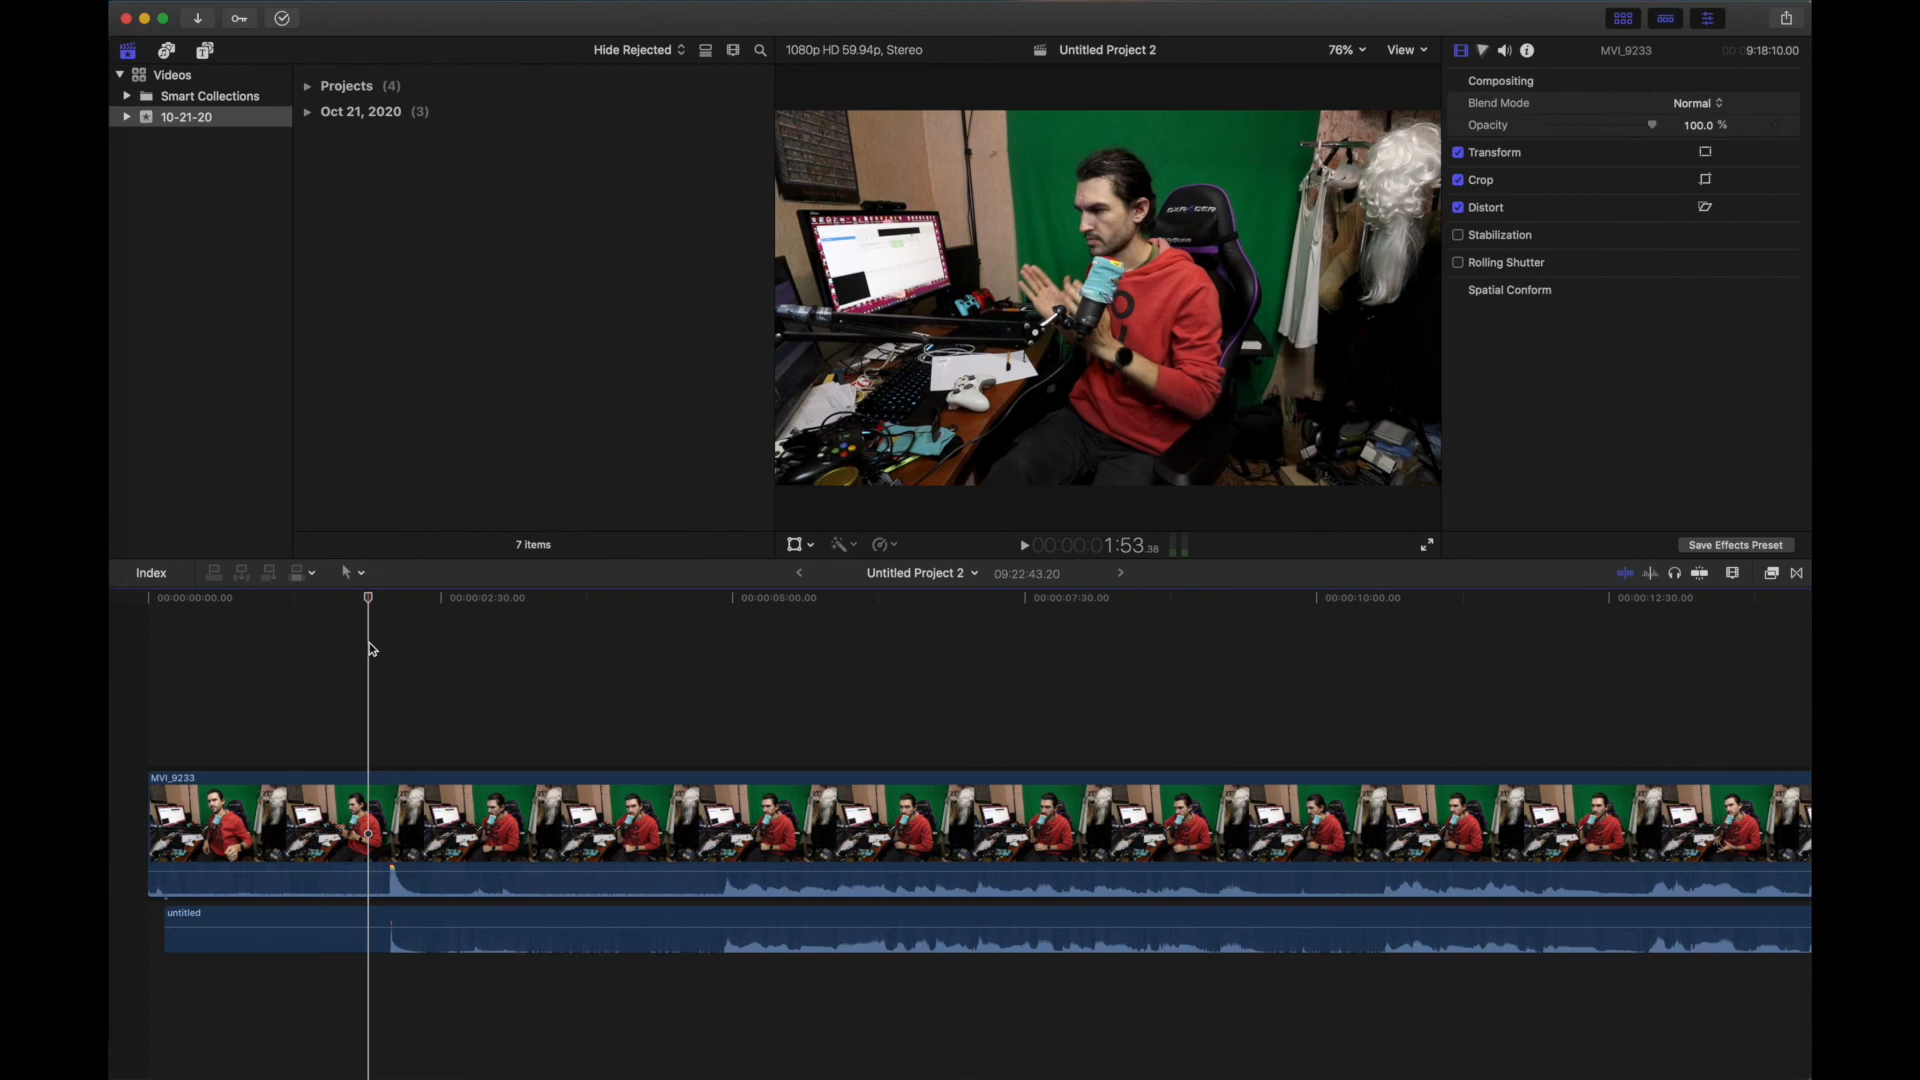 Hide Rejected
1080p HD 59.94p, Stereo
Untitled Project 2
76%
View
MVI_9233
00:09:18:10.00
Videos
Smart Collections
10-21-20
Projects (4)
Oct 21, 2020 (3)
7 items
Compositing
Blend Mode
Normal
Opacity
100.0 %
Transform
Crop
Distort
Stabilization
Rolling Shutter
Spatial Conform
00:00:00:01:53.38
Save Effects Preset
Index
Untitled Project 2
09:22:43.20
00:00:00:00.00
00:00:02:30.00
00:00:05:00.00
00:00:07:30.00
00:00:10:00.00
00:00:12:30.00
MVI_9233
untitled